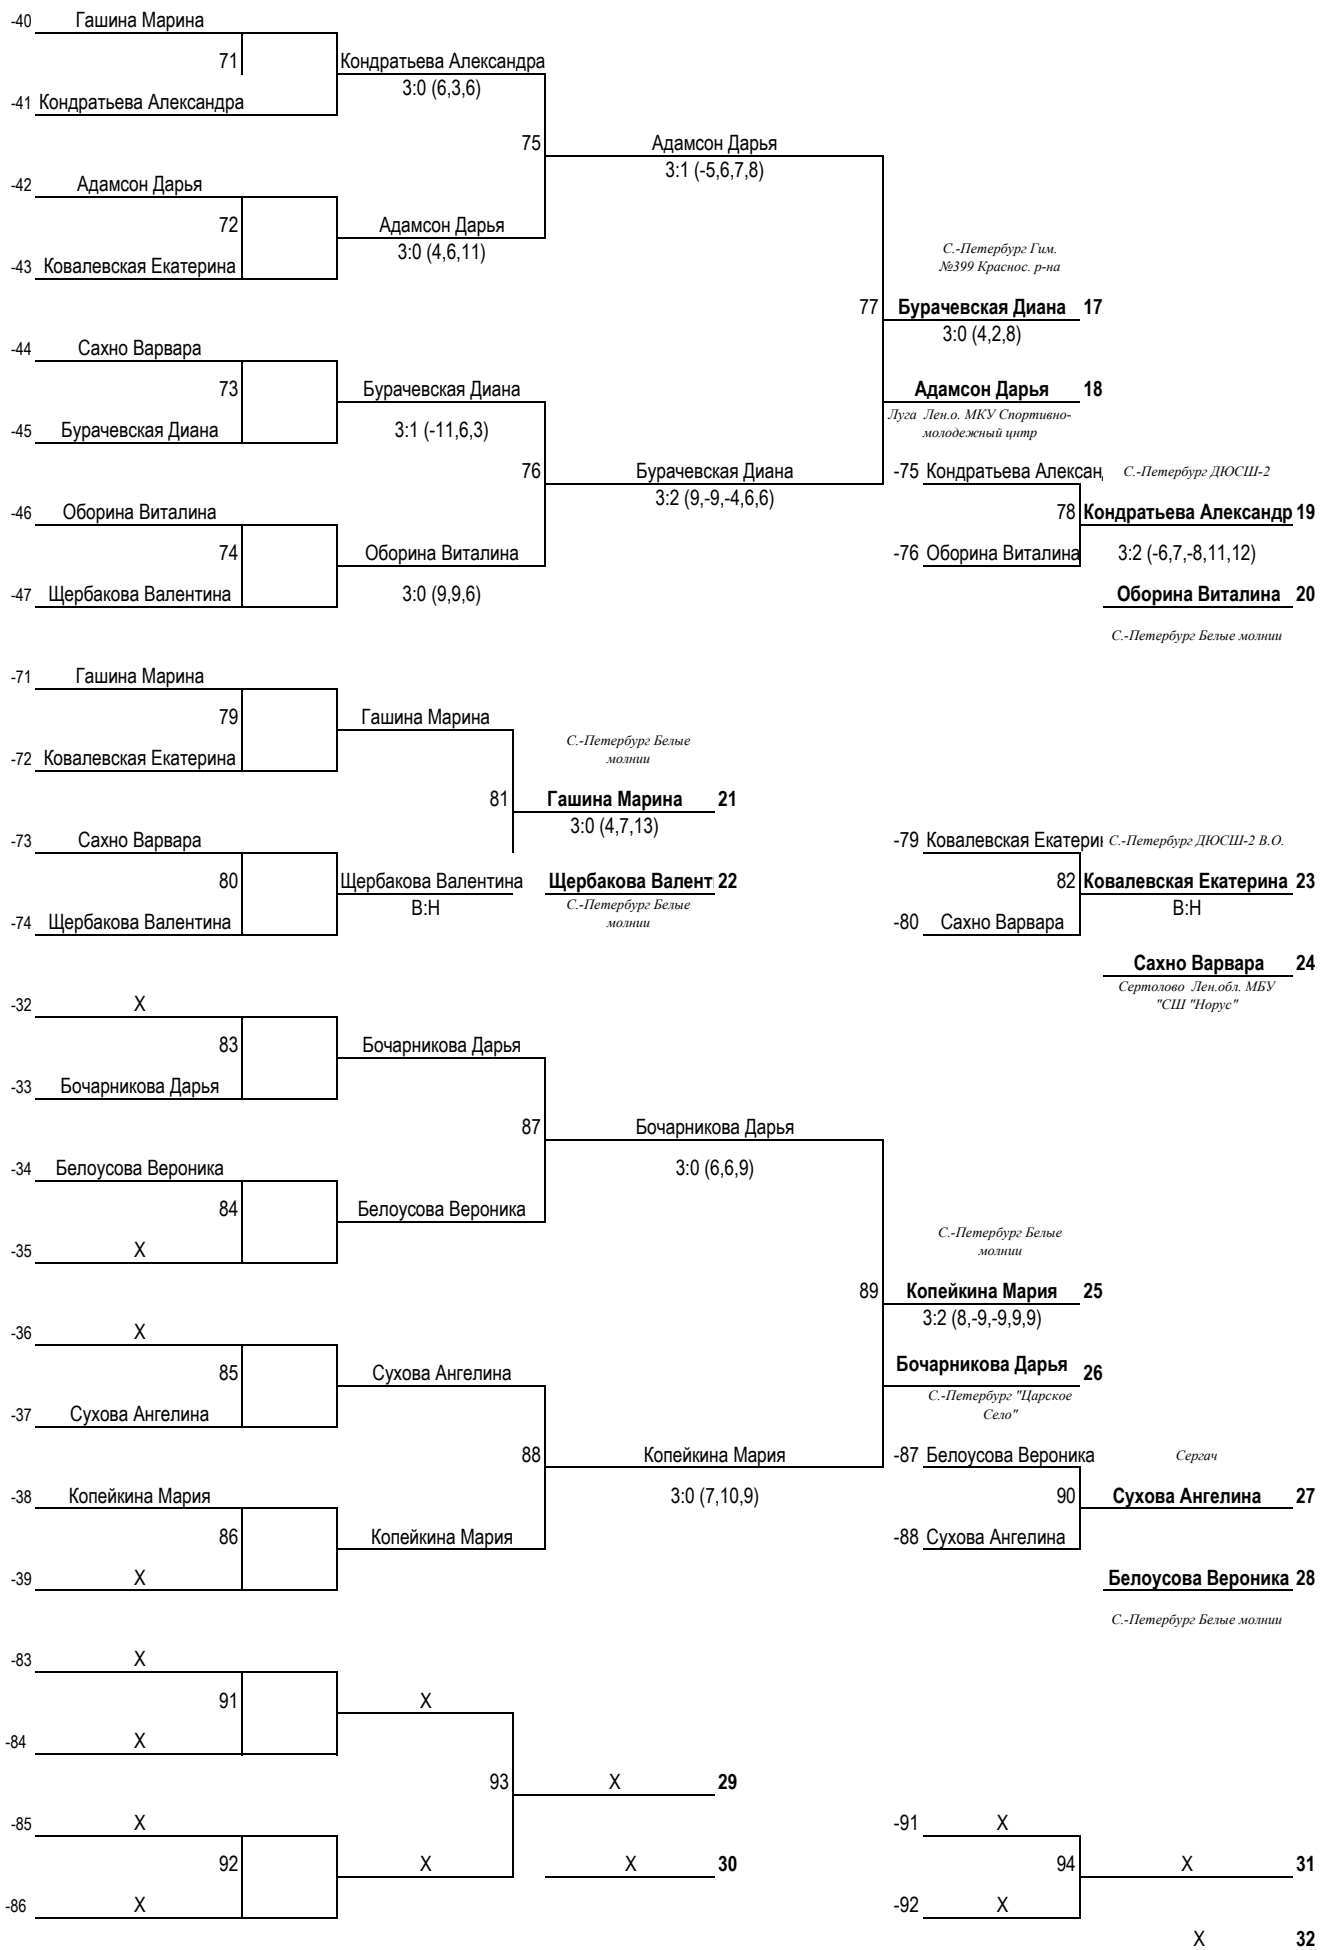 -40 Гашина Марина
71 Кондратьева Александра
3:0 (6,3,6)
-41 Кондратьева Александра
75 Адамсон Дарья
3:1 (-5,6,7,8)
-42 Адамсон Дарья
72 Адамсон Дарья
3:0 (4,6,11)
-43 Ковалевская Екатерина
С.-Петербург Гим.
№399 Краснос. р-на
77 Бурачевская Диана 17
3:0 (4,2,8)
-44 Сахно Варвара
73 Бурачевская Диана
Адамсон Дарья 18
Луга Лен.о. МКУ Спортивно-
молодежный цнтр
-45 Бурачевская Диана
3:1 (-11,6,3)
76 Бурачевская Диана
3:2 (9,-9,-4,6,6)
-75 Кондратьева Алексан
С.-Петербург ДЮСШ-2
-46 Оборина Виталина
78 Кондратьева Александр 19
74 Оборина Виталина
-76 Оборина Виталина
3:2 (-6,7,-8,11,12)
-47 Щербакова Валентина
3:0 (9,9,6)
Оборина Виталина 20
С.-Петербург Белые молнии
-71 Гашина Марина
79 Гашина Марина
С.-Петербург Белые
молнии
-72 Ковалевская Екатерина
81 Гашина Марина 21
3:0 (4,7,13)
-73 Сахно Варвара
-79 Ковалевская Екатерин
С.-Петербург ДЮСШ-2 В.О.
80 Щербакова Валентина
В:Н
Щербакова Валент 22
С.-Петербург Белые
молнии
82 Ковалевская Екатерина 23
В:Н
-74 Щербакова Валентина
-80 Сахно Варвара
Сахно Варвара 24
Сертолово Лен.обл. МБУ
"СШ "Норус"
-32 X
83 Бочарникова Дарья
-33 Бочарникова Дарья
87 Бочарникова Дарья
3:0 (6,6,9)
-34 Белоусова Вероника
84 Белоусова Вероника
-35 X
С.-Петербург Белые
молнии
89 Копейкина Мария 25
3:2 (8,-9,-9,9,9)
-36 X
85 Сухова Ангелина
Бочарникова Дарья 26
С.-Петербург "Царское
Село"
-37 Сухова Ангелина
88 Копейкина Мария
3:0 (7,10,9)
-87 Белоусова Вероника
Сергач
-38 Копейкина Мария
90 Сухова Ангелина 27
86 Копейкина Мария
-88 Сухова Ангелина
-39 X
Белоусова Вероника 28
С.-Петербург Белые молнии
-83 X
91 X
-84 X
93 X 29
-85 X
-91 X
92 X
X 30
94 X 31
-86 X
-92 X
X 32